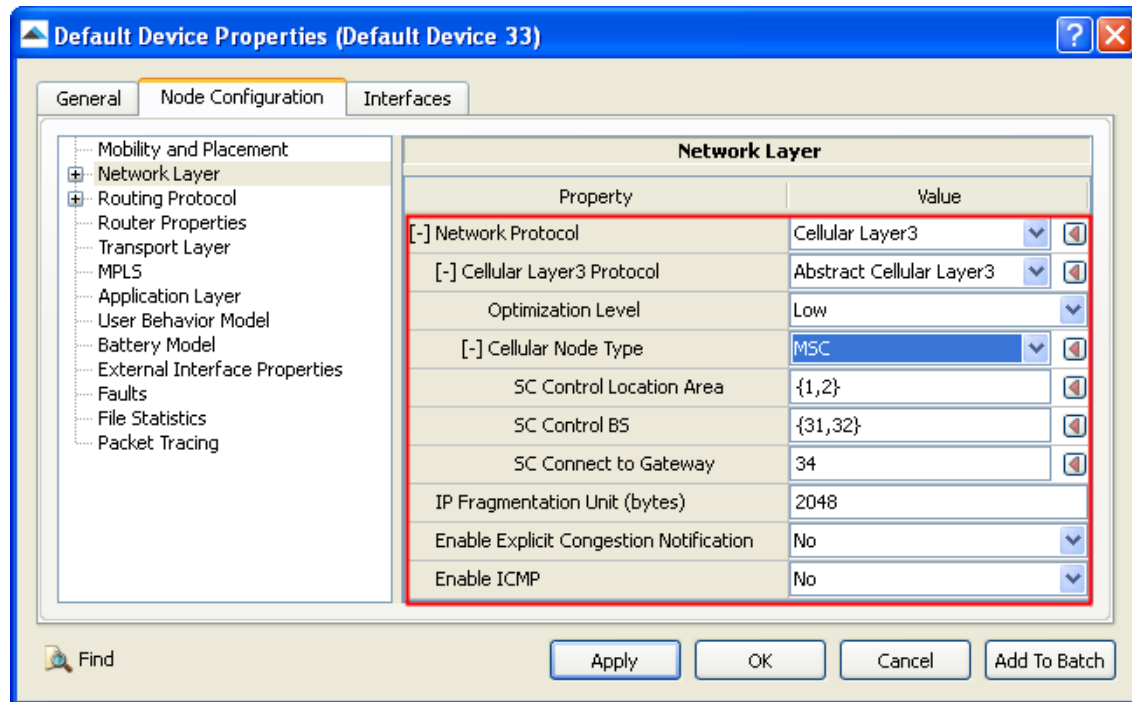 Default Device Properties (Default Device 33)
General Node Configuration Interfaces
Mobility and Placement
Network Layer
Routing Protocol
Router Properties
Transport Layer
MPLS
Application Layer
User Behavior Model
Battery Model
External Interface Properties
Faults
File Statistics
Packet Tracing
Network Layer
Property Value
[-] Network Protocol Cellular Layer3
[-] Cellular Layer3 Protocol Abstract Cellular Layer3
Optimization Level Low
[-] Cellular Node Type MSC
SC Control Location Area {1,2}
SC Control BS {31,32}
SC Connect to Gateway 34
IP Fragmentation Unit (bytes) 2048
Enable Explicit Congestion Notification No
Enable ICMP No
Find Apply OK Cancel Add To Batch